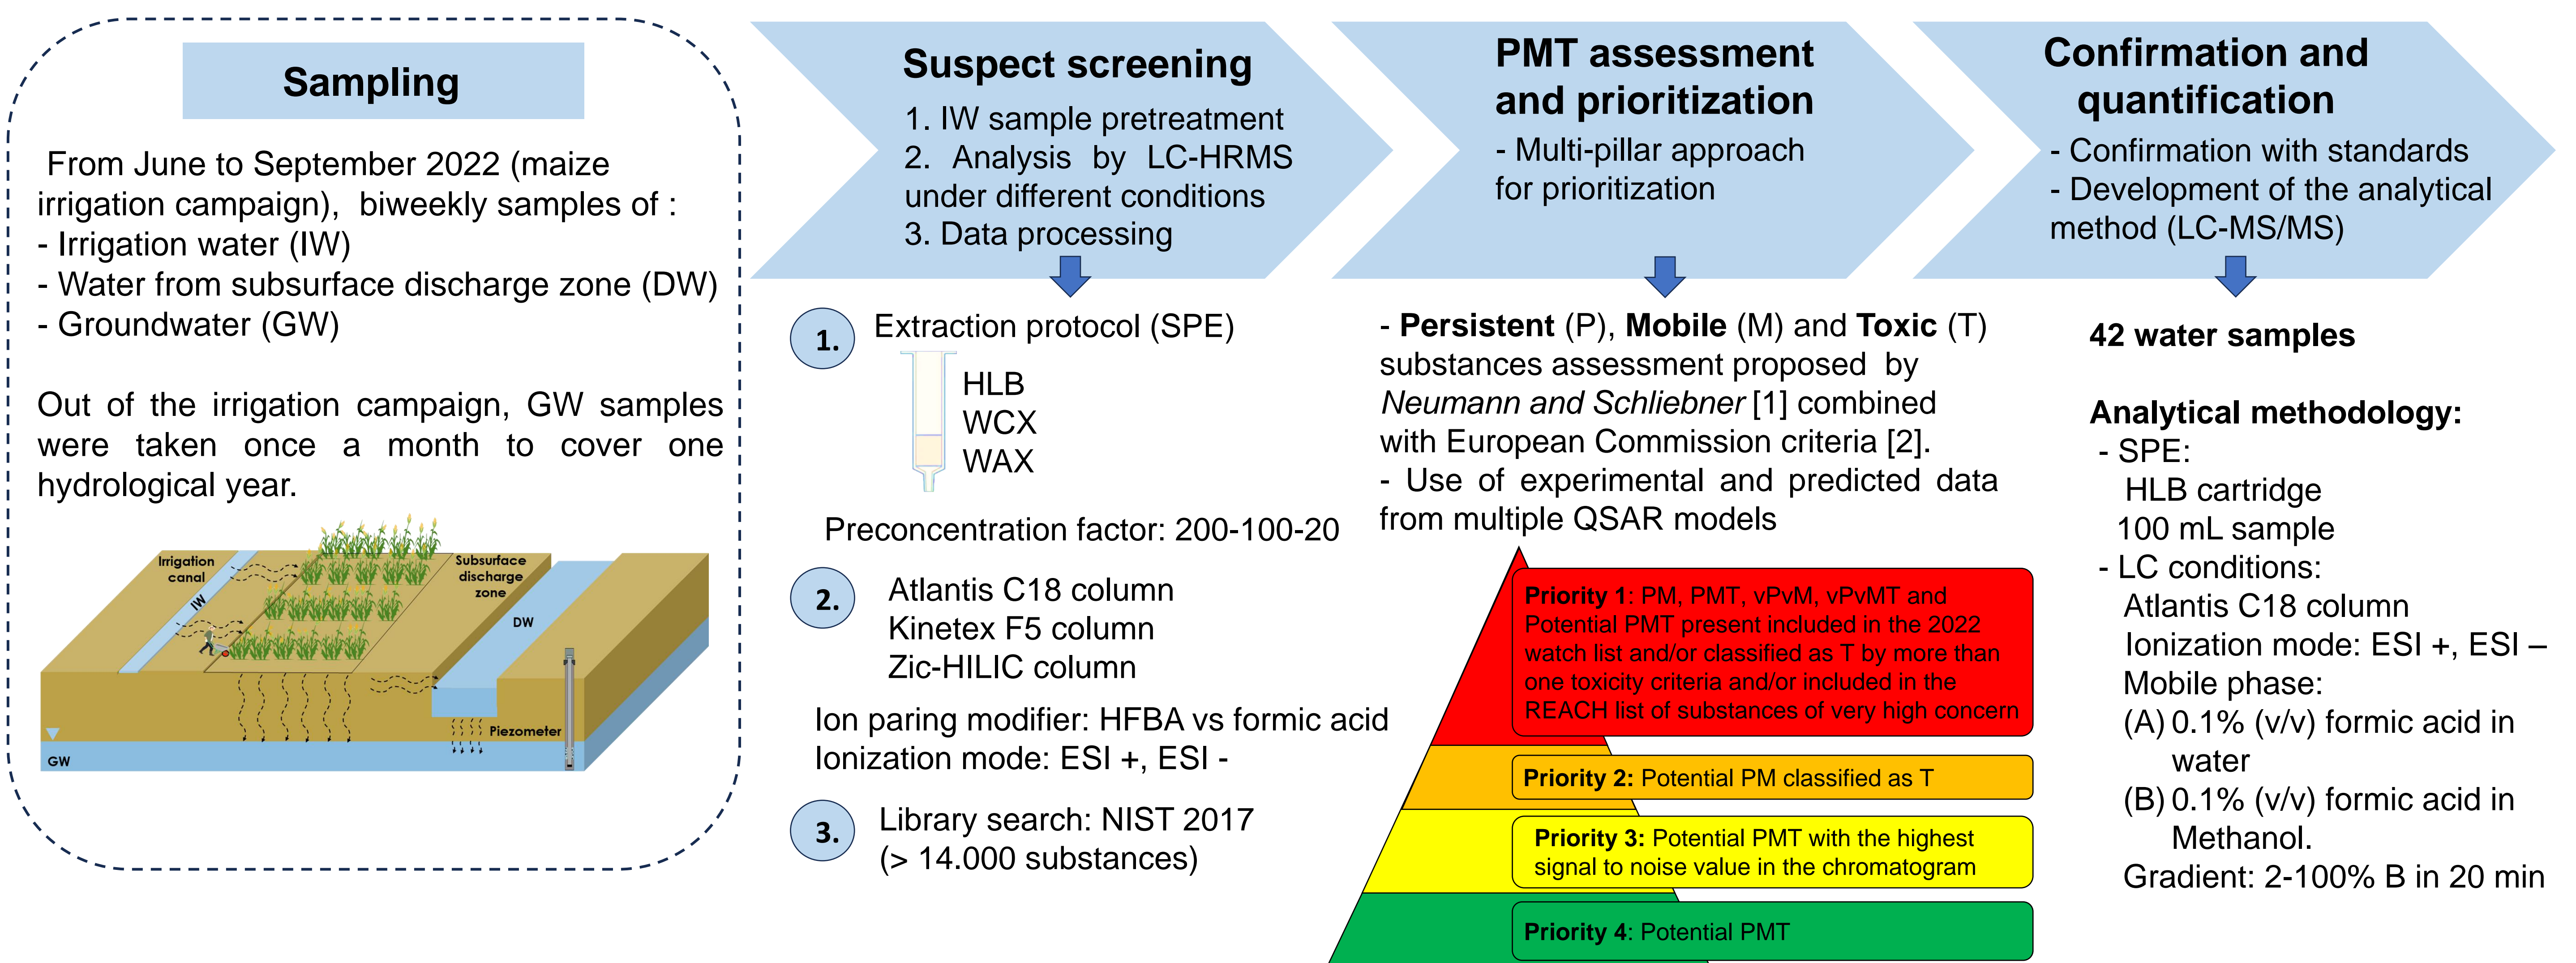 Sampling
From June to September 2022 (maize
irrigation campaign), biweekly samples of :
- Irrigation water (IW)
- Water from subsurface discharge zone (DW)
- Groundwater (GW)
Out of the irrigation campaign, GW samples
were taken once a month to cover one
hydrological year.
Irrigation
canal
IW
Subsurface
discharge
zone
DW
Piezometer
GW
Suspect screening
1. IW sample pretreatment
2. Analysis by LC-HRMS
under different conditions
3. Data processing
1.
Extraction protocol (SPE)
HLB
WCX
WAX
Preconcentration factor: 200-100-20
2.
Atlantis C18 column
Kinetex F5 column
Zic-HILIC column
Ion paring modifier: HFBA vs formic acid
Ionization mode: ESI +, ESI -
3.
Library search: NIST 2017
(> 14.000 substances)
PMT assessment
and prioritization
- Multi-pillar approach
for prioritization
- Persistent (P), Mobile (M) and Toxic (T)
substances assessment proposed by
Neumann and Schliebner [1] combined
with European Commission criteria [2].
- Use of experimental and predicted data
from multiple QSAR models
Priority 1: PM, PMT, vPvM, vPvMT and
Potential PMT present included in the 2022
watch list and/or classified as T by more than
one toxicity criteria and/or included in the
REACH list of substances of very high concern
Priority 2: Potential PM classified as T
Priority 3: Potential PMT with the highest
signal to noise value in the chromatogram
Priority 4: Potential PMT
Confirmation and
quantification
- Confirmation with standards
- Development of the analytical
method (LC-MS/MS)
42 water samples
Analytical methodology:
- SPE:
HLB cartridge
100 mL sample
- LC conditions:
Atlantis C18 column
Ionization mode: ESI +, ESI –
Mobile phase:
(A) 0.1% (v/v) formic acid in
water
(B) 0.1% (v/v) formic acid in
Methanol.
Gradient: 2-100% B in 20 min